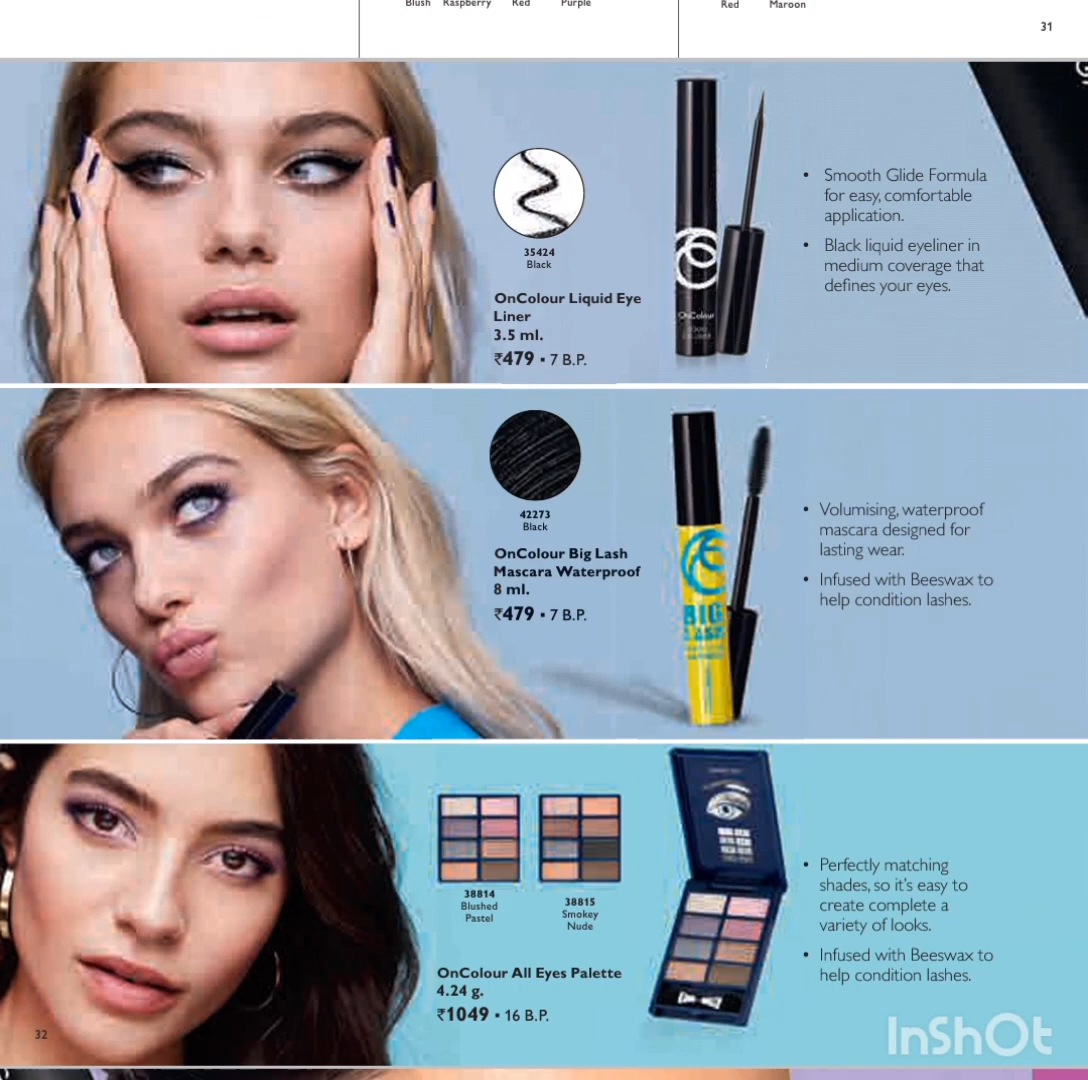 Blush Raspberry Red Purple
Red Maroon
31
35424
Black
OnColour Liquid Eye
Liner
3.5 ml.
₹479 • 7 B.P.
OnColour
• Smooth Glide Formula
for easy, comfortable
application.
• Black liquid eyeliner in
medium coverage that
defines your eyes.
42273
Black
OnColour Big Lash
Mascara Waterproof
8 ml.
₹479 • 7 B.P.
BIG
LASH
• Volumising, waterproof
mascara designed for
lasting wear.
• Infused with Beeswax to
help condition lashes.
38814
Blushed
Pastel
38815
Smokey
Nude
OnColour All Eyes Palette
4.24 g.
₹1049 • 16 B.P.
• Perfectly matching
shades, so it's easy to
create complete a
variety of looks.
• Infused with Beeswax to
help condition lashes.
32
InShOt